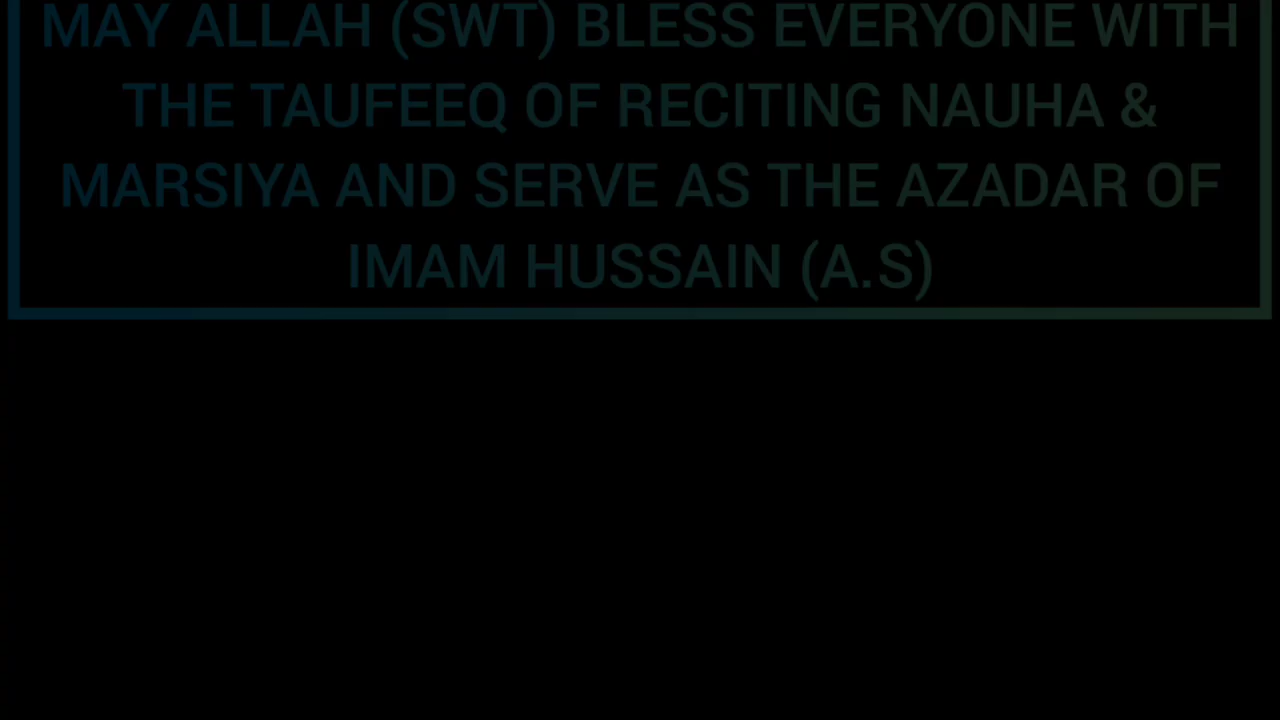 MAY ALLAH (SWT) BLESS EVERYONE WITH
THE TAUFEEQ OF RECITING NAUHA &
MARSIYA AND SERVE AS THE AZADAR OF
IMAM HUSSAIN (A.S)